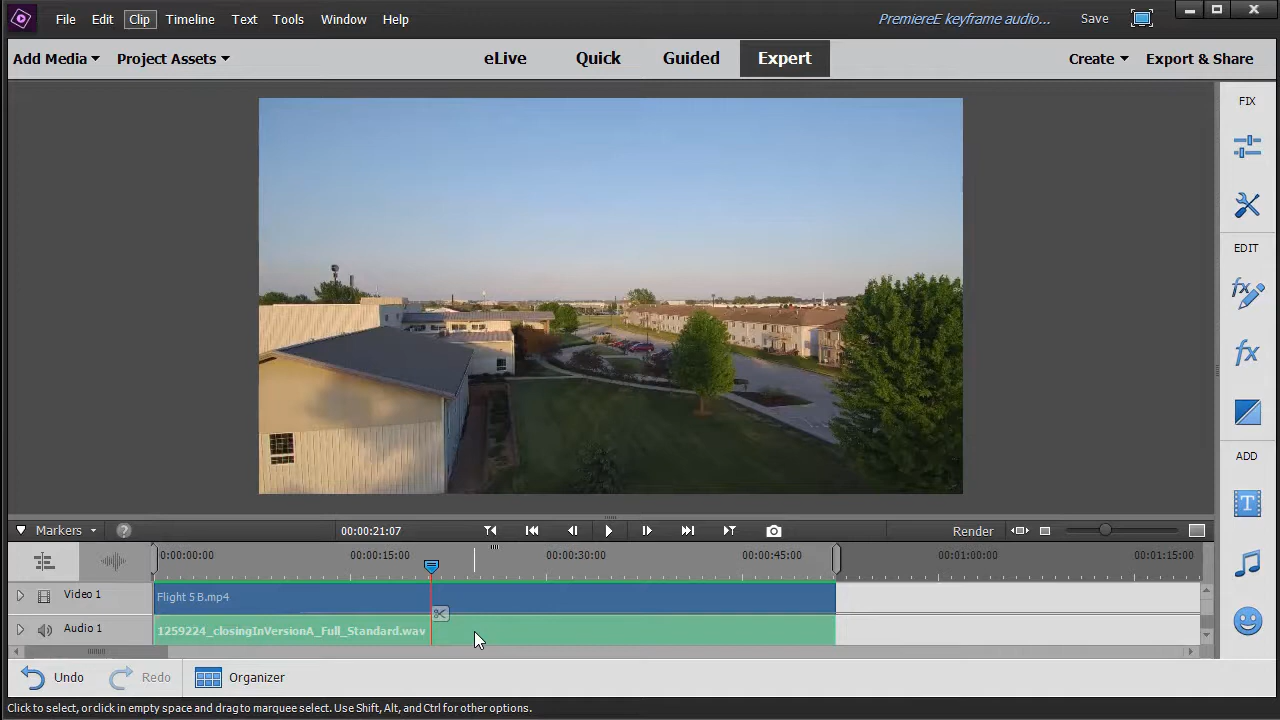 File Edit Clip Timeline Text Tools Window Help PremiereE keyframe audio... Save
Add Media Project Assets eLive Quick Guided Expert Create Export & Share
FIX
EDIT
fx
fx
ADD
Markers ? 00:00:21:07 Render
0:00:00:00 00:00:15:00 00:00:30:00 00:00:45:00 00:01:00:00 00:01:15:00
Video 1 Flight 5 B.mp4
Audio 1 1259224_closingInVersionA_Full_Standard.wav
Undo Redo Organizer
Click to select, orclick in empty space and drag to marquee select. Use Shift, Alt, and Ctrl for other options.